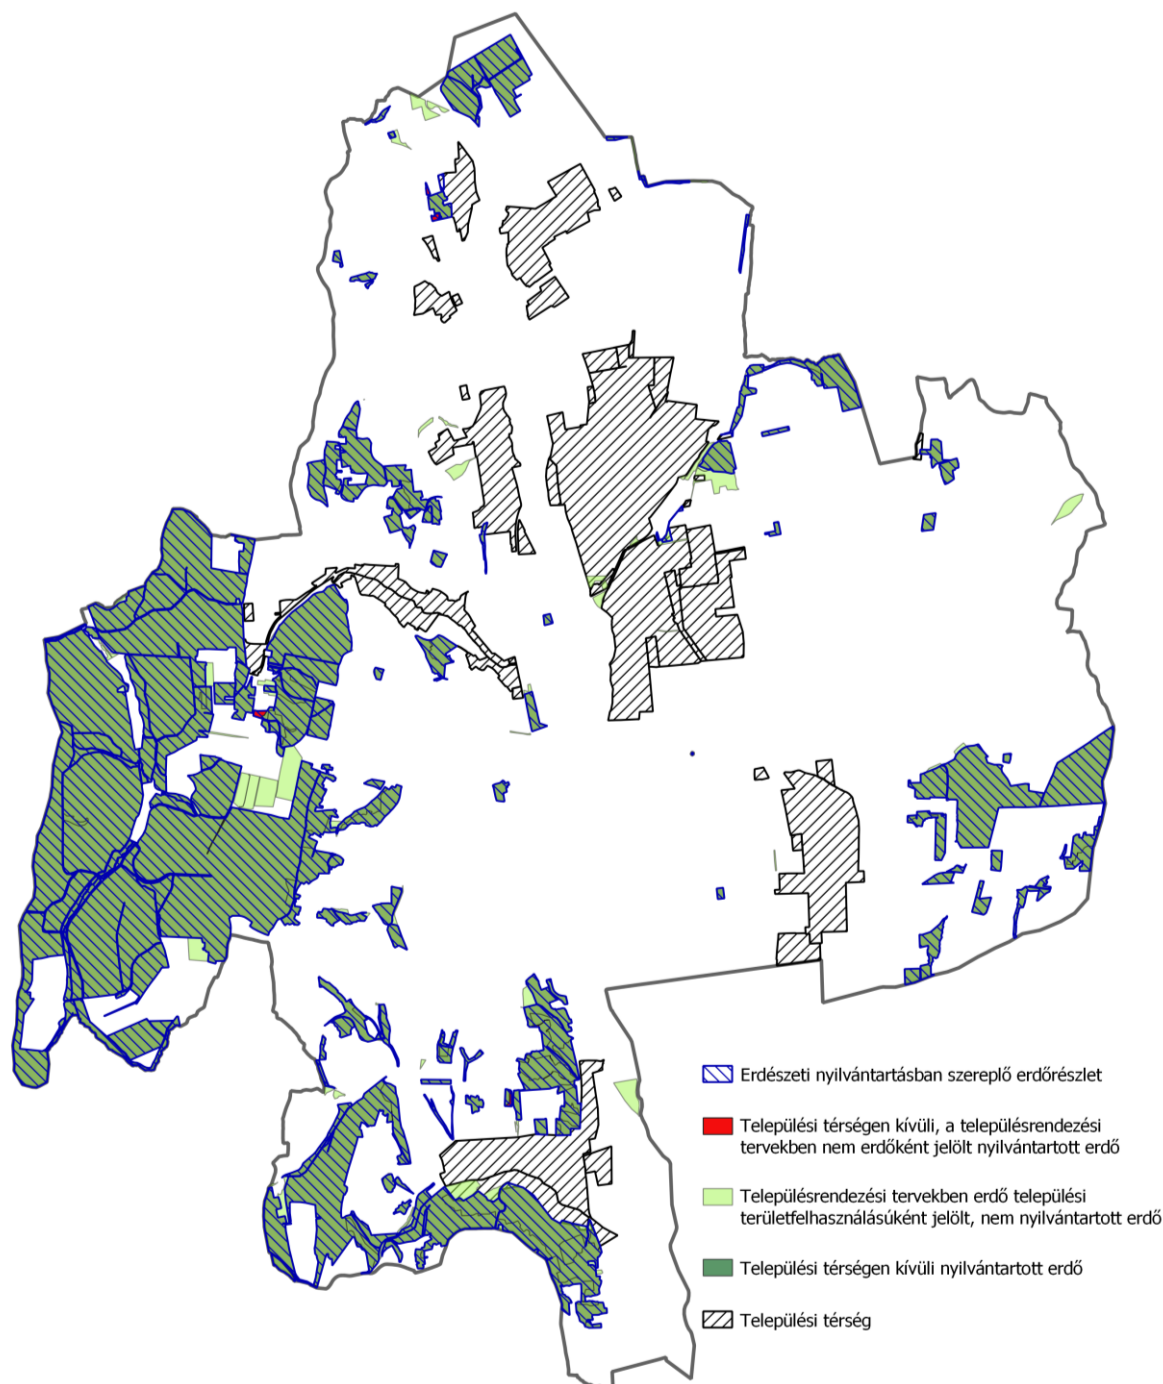 Erdészeti nyilvántartásban szereplő erdőrészlet
Települési térségen kívüli, a településrendezési
tervekben nem erdőként jelölt nyilvántartott erdő
Településrendezési tervekben erdő települési
területfelhasználásúként jelölt, nem nyilvántartott erdő
Települési térségen kívüli nyilvántartott erdő
Települési térség